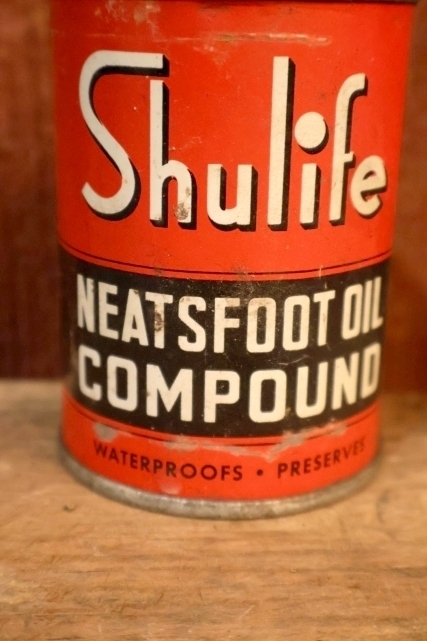 Shulife
NEATSFOOT OIL
COMPOUND
WATERPROOFS • PRESERVES